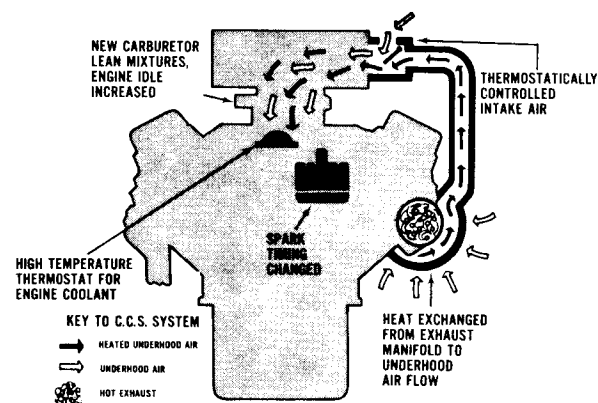 NEW CARBURETOR
LEAN MIXTURES,
ENGINE IDLE
INCREASED
THERMOSTATICALLY
CONTROLLED
INTAKE AIR
SPARK
TIMING
CHANGED
HIGH TEMPERATURE
THERMOSTAT FOR
ENGINE COOLANT
HEAT EXCHANGED
FROM EXHAUST
MANIFOLD TO
UNDERHOOD
AIR FLOW
KEY TO C.C.S. SYSTEM
HEATED UNDERHOOD AIR
UNDERHOOD AIR
HOT EXHAUST